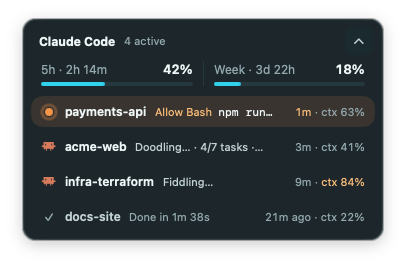 Claude Code 4 active
5h · 2h 14m 42% Week · 3d 22h 18%
payments-api Allow Bash npm run… 1m · ctx 63%
acme-web Doodling… · 4/7 tasks ·… 3m · ctx 41%
infra-terraform Fiddling… 9m · ctx 84%
docs-site Done in 1m 38s 21m ago · ctx 22%